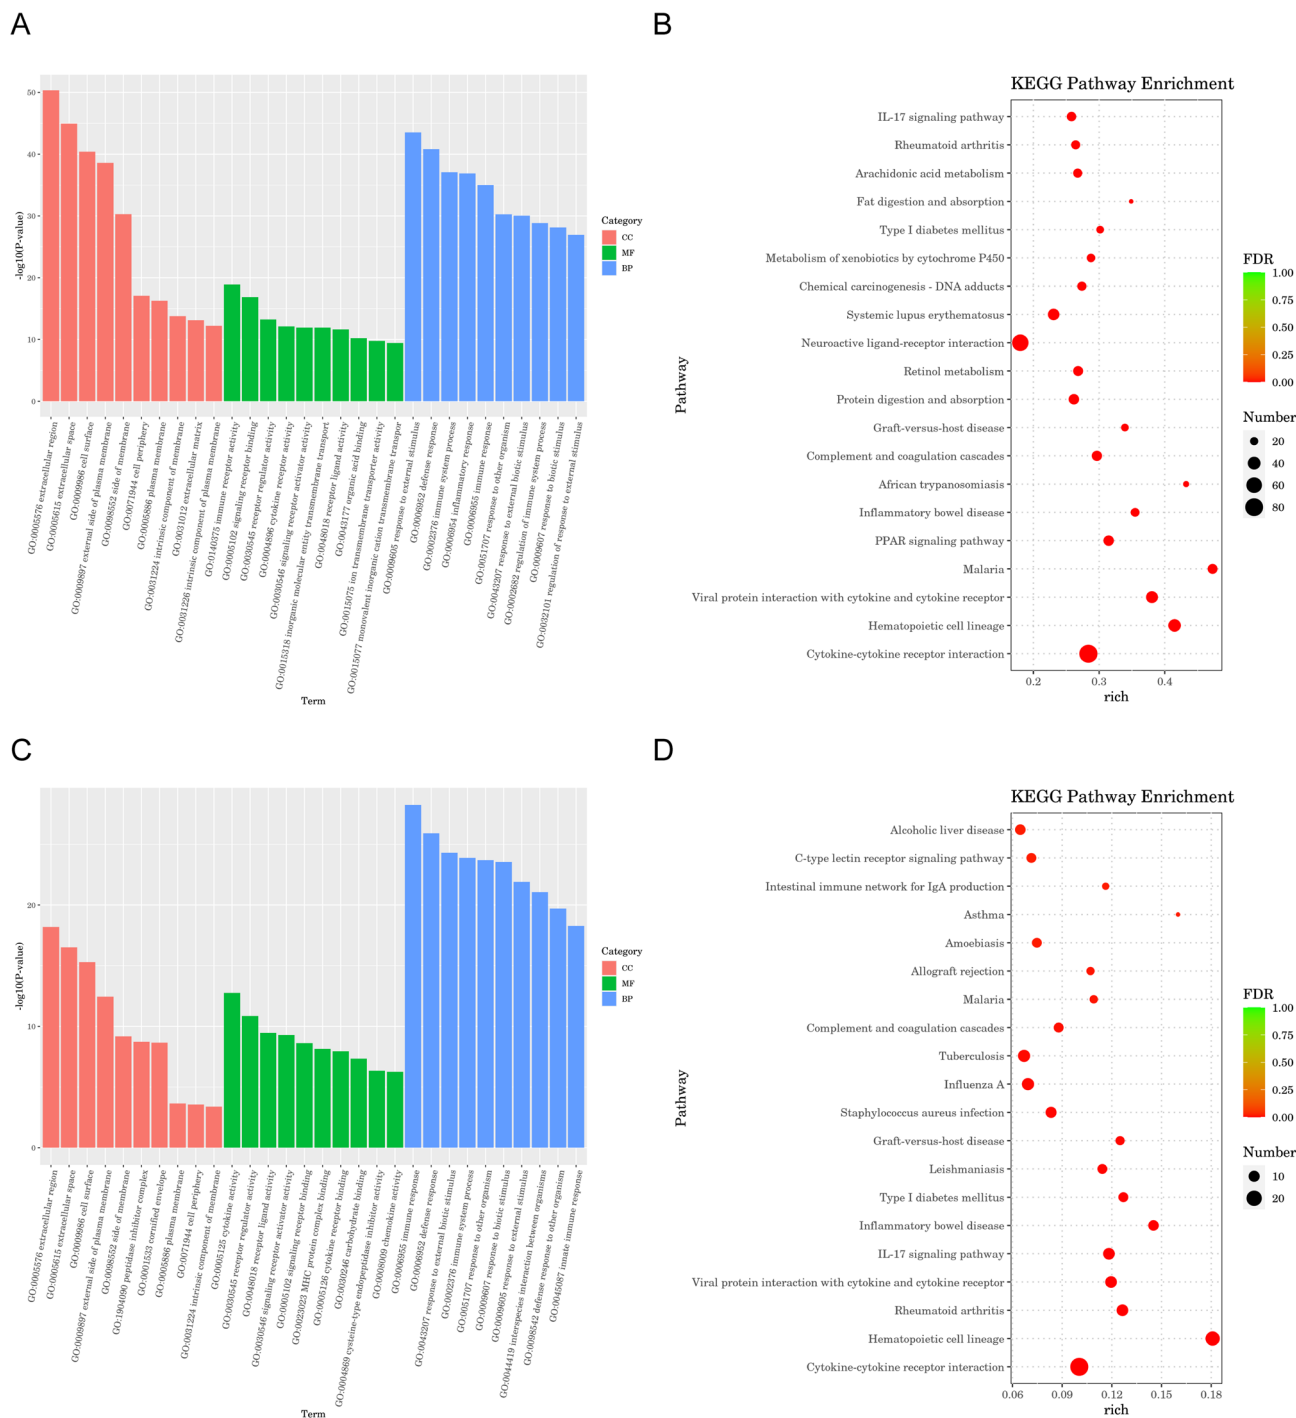 A
-log10(P-value)
50
40
30
20
10
0
GO:0005576 extracellular region
GO:0005615 extracellular space
GO:0009986 cell surface
GO:0009897 external side of plasma membrane
GO:0098552 side of membrane
GO:0071944 cell periphery
GO:0005886 plasma membrane
GO:0031224 intrinsic component of membrane
GO:0031012 extracellular matrix
GO:0031226 intrinsic component of plasma membrane
GO:0140375 immune receptor activity
GO:0005102 signaling receptor binding
GO:0030545 receptor regulator activity
GO:0004896 cytokine receptor activity
GO:0030546 signaling receptor activator activity
GO:0015318 inorganic molecular entity transmembrane transport
GO:0048018 receptor ligand activity
GO:0043177 organic acid binding
GO:0015075 ion transmembrane transporter activity
GO:0015077 monovalent inorganic cation transmembrane transpor
GO:0009605 response to external stimulus
GO:0006952 defense response
GO:0002376 immune system process
GO:0006954 inflammatory response
GO:0006955 immune response
GO:0051707 response to other organism
GO:0043207 response to external biotic stimulus
GO:0002682 regulation of immune system process
GO:0009607 response to biotic stimulus
GO:0032101 regulation of response to external stimulus
Term
Category
CC
MF
BP
B
KEGG Pathway Enrichment
Pathway
IL-17 signaling pathway
Rheumatoid arthritis
Arachidonic acid metabolism
Fat digestion and absorption
Type I diabetes mellitus
Metabolism of xenobiotics by cytochrome P450
Chemical carcinogenesis - DNA adducts
Systemic lupus erythematosus
Neuroactive ligand-receptor interaction
Retinol metabolism
Protein digestion and absorption
Graft-versus-host disease
Complement and coagulation cascades
African trypanosomiasis
Inflammatory bowel disease
PPAR signaling pathway
Malaria
Viral protein interaction with cytokine and cytokine receptor
Hematopoietic cell lineage
Cytokine-cytokine receptor interaction
0.2 0.3 0.4
rich
FDR
1.00
0.75
0.50
0.25
0.00
Number
20
40
60
80
C
-log10(P-value)
20
10
0
GO:0005576 extracellular region
GO:0005615 extracellular space
GO:0009986 cell surface
GO:0009897 external side of plasma membrane
GO:0098552 side of membrane
GO:1904090 peptidase inhibitor complex
GO:0001533 cornified envelope
GO:0005886 plasma membrane
GO:0071944 cell periphery
GO:0031224 intrinsic component of membrane
GO:0005125 cytokine activity
GO:0030545 receptor regulator activity
GO:0048018 receptor ligand activity
GO:0030546 signaling receptor activator activity
GO:0005102 signaling receptor binding
GO:0023023 MHC protein complex binding
GO:0005126 cytokine receptor binding
GO:0030246 carbohydrate binding
GO:0004869 cysteine-type endopeptidase inhibitor activity
GO:0008009 chemokine activity
GO:0006955 immune response
GO:0006952 defense response
GO:0043207 response to external biotic stimulus
GO:0002376 immune system process
GO:0051707 response to other organism
GO:0009607 response to biotic stimulus
GO:0009605 response to external stimulus
GO:0044419 interspecies interaction between organisms
GO:0098542 defense response to other organism
GO:0045087 innate immune response
Term
Category
CC
MF
BP
D
KEGG Pathway Enrichment
Pathway
Alcoholic liver disease
C-type lectin receptor signaling pathway
Intestinal immune network for IgA production
Asthma
Amoebiasis
Allograft rejection
Malaria
Complement and coagulation cascades
Tuberculosis
Influenza A
Staphylococcus aureus infection
Graft-versus-host disease
Leishmaniasis
Type I diabetes mellitus
Inflammatory bowel disease
IL-17 signaling pathway
Viral protein interaction with cytokine and cytokine receptor
Rheumatoid arthritis
Hematopoietic cell lineage
Cytokine-cytokine receptor interaction
0.06 0.09 0.12 0.15 0.18
rich
FDR
1.00
0.75
0.50
0.25
0.00
Number
10
20